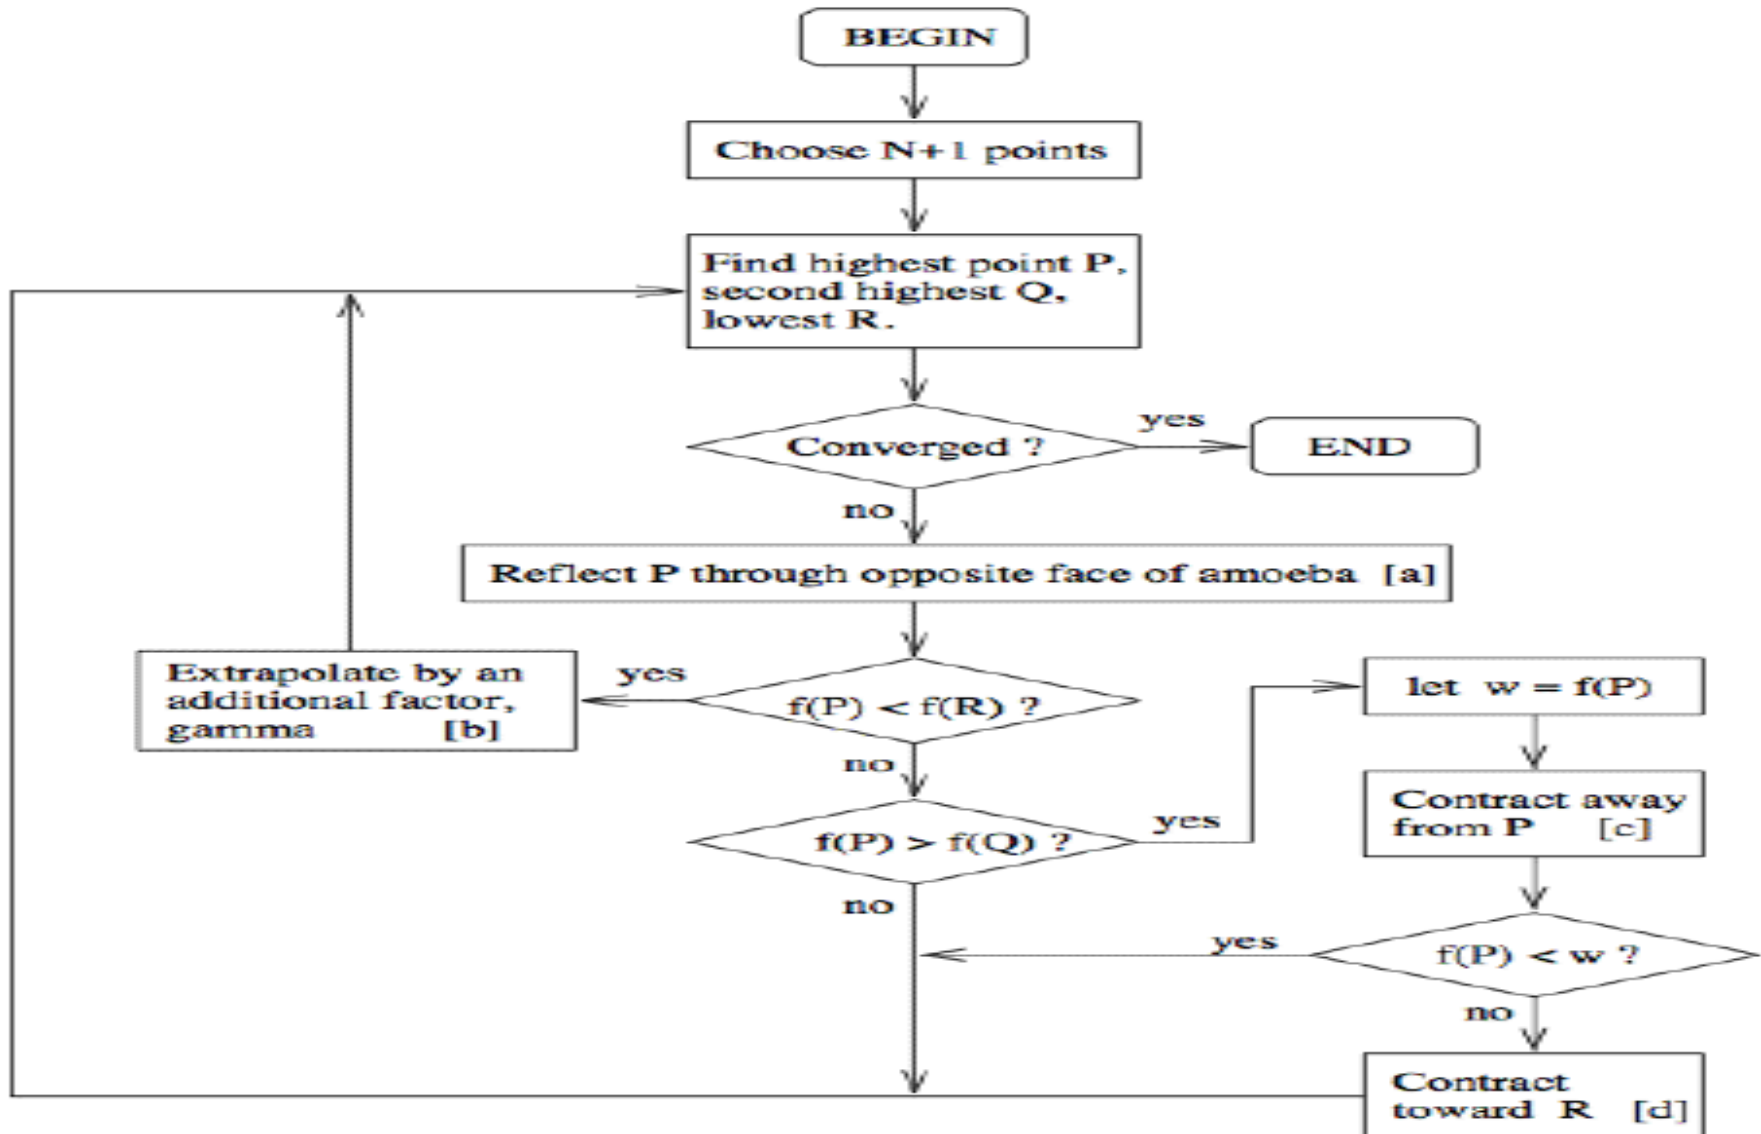 BEGIN
Choose N+1 points
Find highest point P,
second highest Q,
lowest R.
Converged ?
yes
END
no
Reflect P through opposite face of amoeba [a]
f(P) < f(R) ?
yes
Extrapolate by an
additional factor,
gamma [b]
no
f(P) > f(Q) ?
yes
let w = f(P)
Contract away
from P [c]
f(P) < w ?
yes
no
no
Contract
toward R [d]